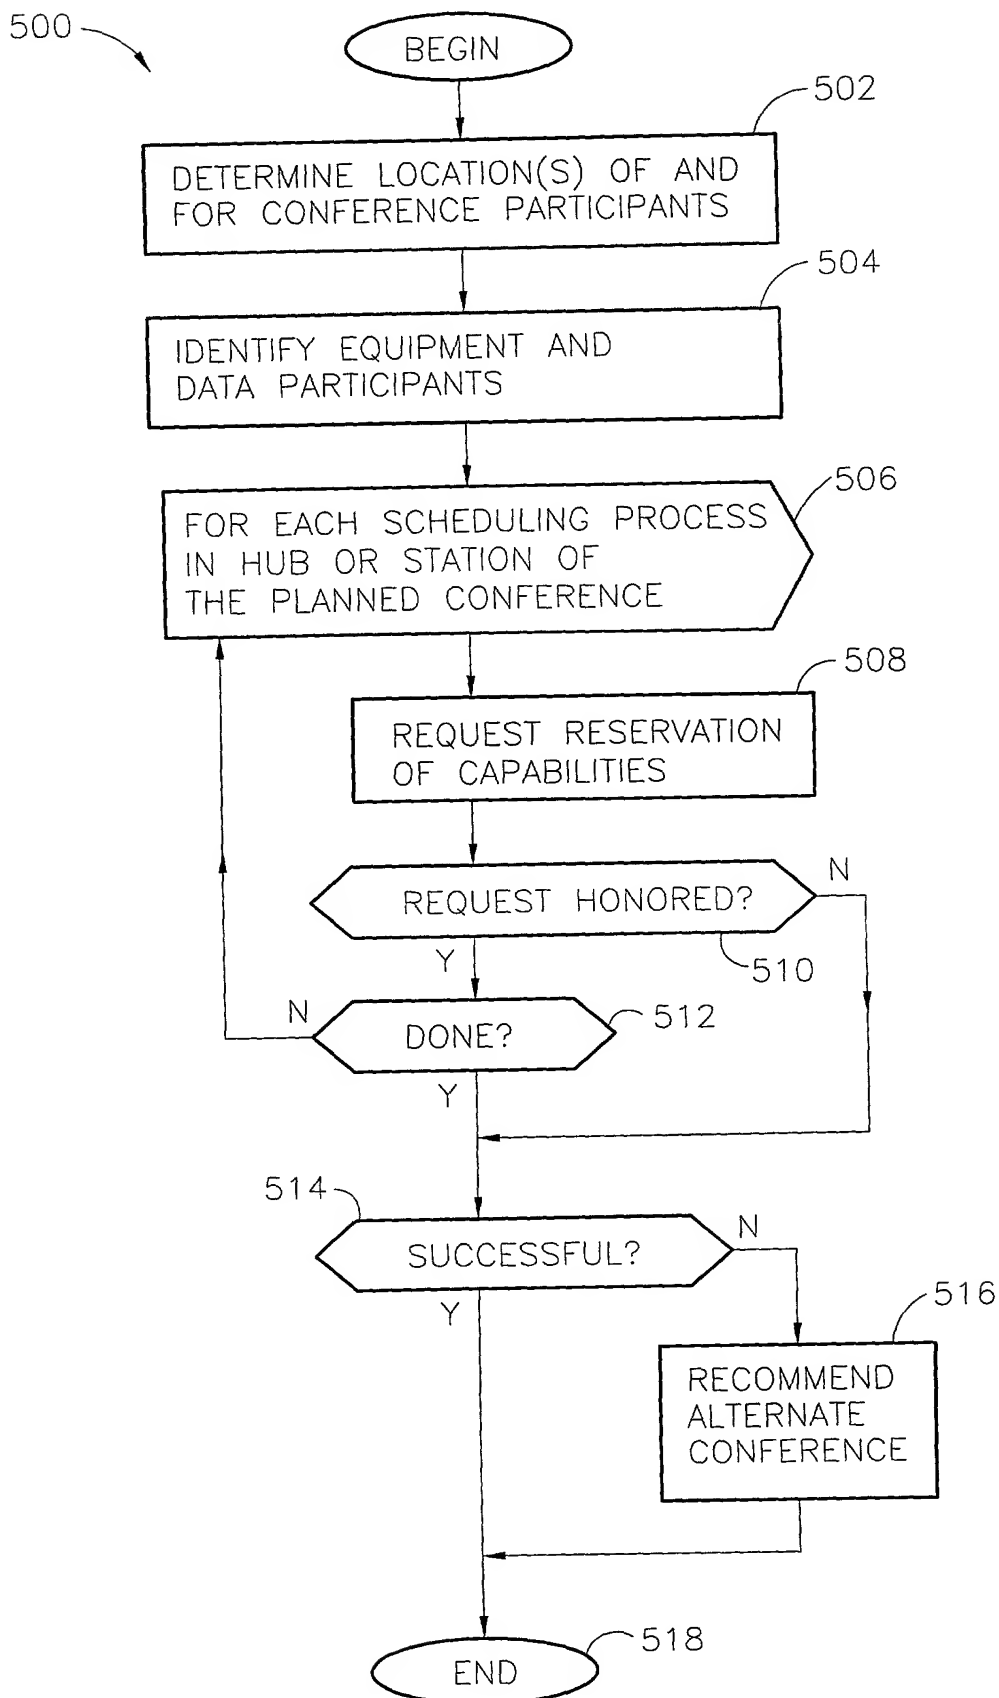 500
BEGIN
502
DETERMINE LOCATION(S) OF AND
FOR CONFERENCE PARTICIPANTS
504
IDENTIFY EQUIPMENT AND
DATA PARTICIPANTS
506
FOR EACH SCHEDULING PROCESS
IN HUB OR STATION OF
THE PLANNED CONFERENCE
508
REQUEST RESERVATION
OF CAPABILITIES
REQUEST HONORED?
N
Y
510
N
DONE?
512
Y
514
SUCCESSFUL?
N
Y
516
RECOMMEND
ALTERNATE
CONFERENCE
518
END